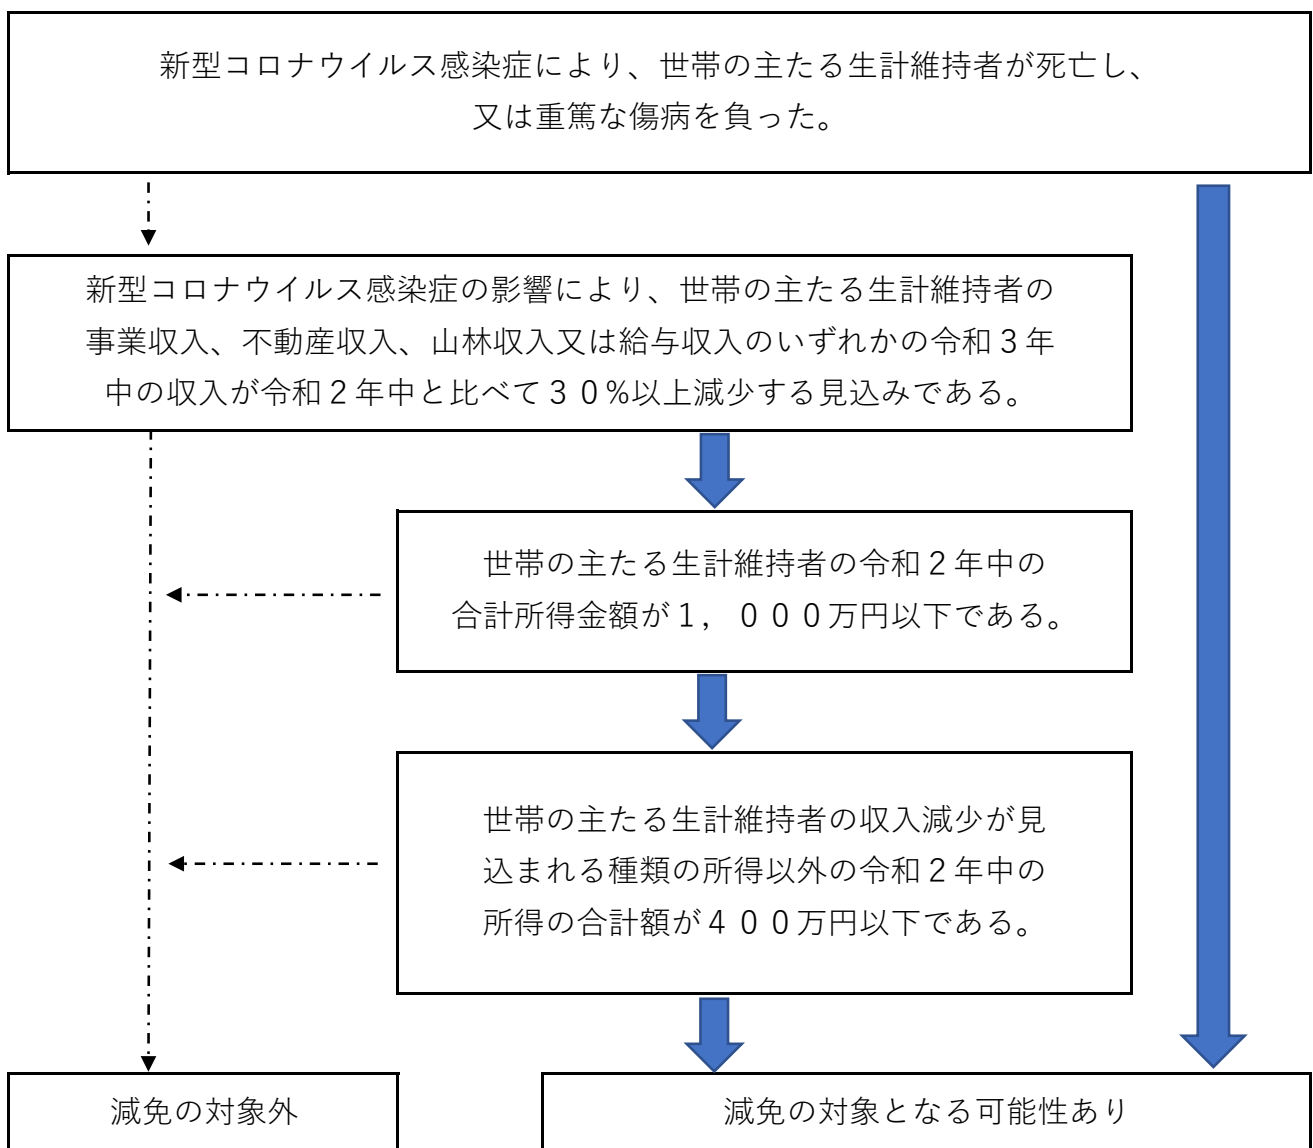 新型コロナウイルス感染症により、世帯の主たる生計維持者が死亡し、
又は重篤な傷病を負った。
新型コロナウイルス感染症の影響により、世帯の主たる生計維持者の
事業収入、不動産収入、山林収入又は給与収入のいずれかの令和３年
中の収入が令和２年中と比べて３０%以上減少する見込みである。
世帯の主たる生計維持者の令和２年中の
合計所得金額が１，０００万円以下である。
世帯の主たる生計維持者の収入減少が見
込まれる種類の所得以外の令和２年中の
所得の合計額が４００万円以下である。
減免の対象外
減免の対象となる可能性あり